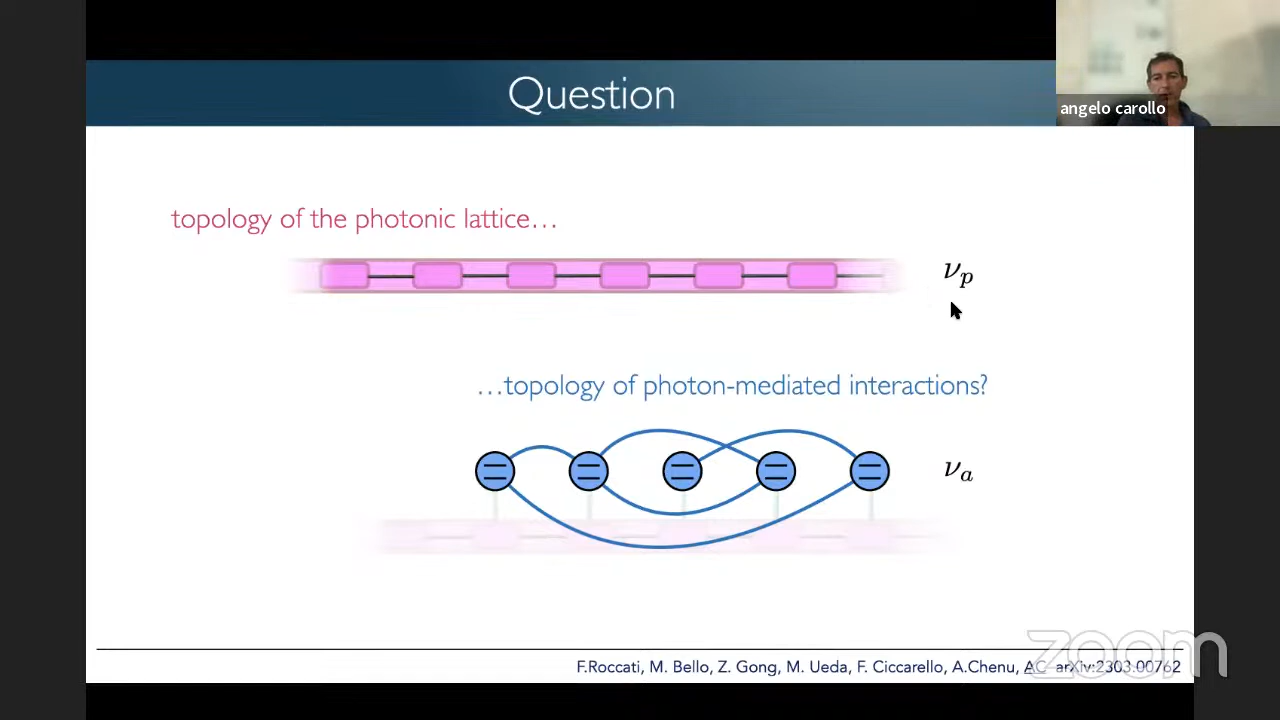 Question
angelo carollo
topology of the photonic lattice...
νp
...topology of photon-mediated interactions?
νa
zoom
F.Roccati, M. Bello, Z. Gong, M. Ueda, F. Ciccarello, A.Chenu, AC arXiv:2303:00762